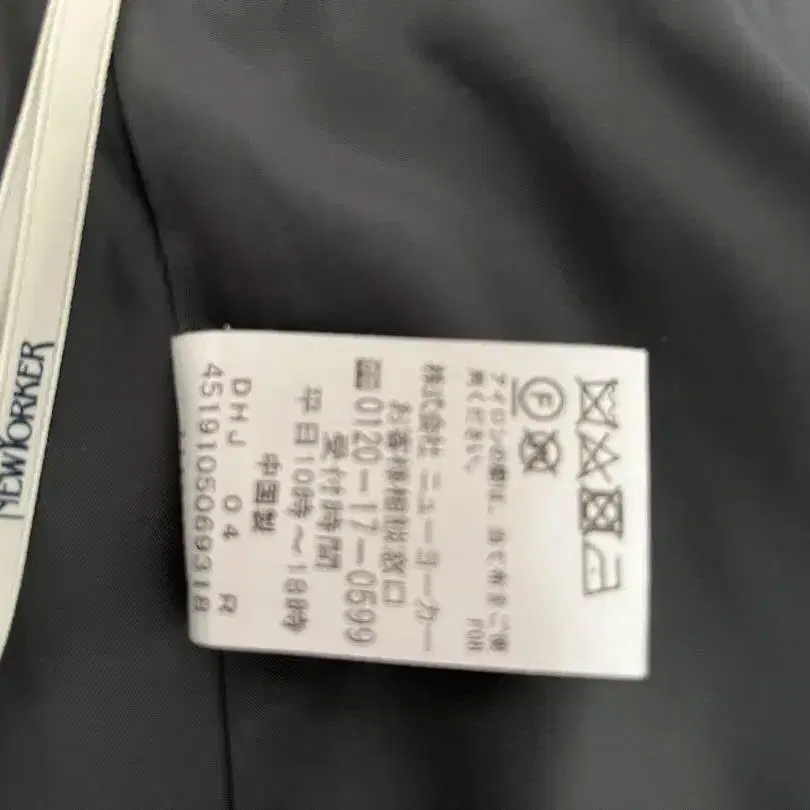 NEWYORKER
F
アイロンの際は、当て布をご使
用ください。
F08
株式会社 ニューヨーカー
お客様相談窓口
0120-17-0599
受付時間
平日10時~18時
中国製
DHJ 04 R
4519105069318